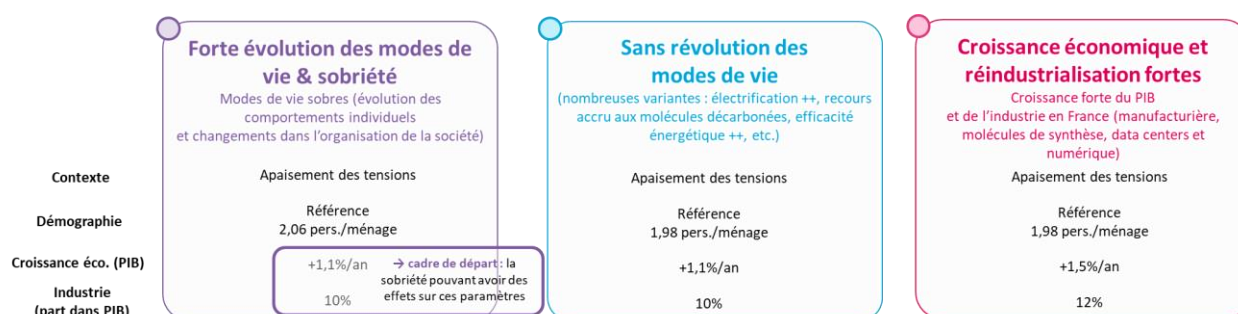 Forte évolution des modes de
vie & sobriété
Modes de vie sobres (évolution des
comportements individuels
et changements dans l'organisation de la société)
Sans révolution des
modes de vie
(nombreuses variantes : électrification ++, recours
accru aux molécules décarbonées, efficacité
énergétique ++, etc.)
Croissance économique et
réindustrialisation fortes
Croissance forte du PIB
et de l'industrie en France (manufacturière,
molécules de synthèse, data centers et
numérique)
Contexte
Apaisement des tensions
Apaisement des tensions
Apaisement des tensions
Démographie
Référence
2,06 pers./ménage
Référence
1,98 pers./ménage
Référence
1,98 pers./ménage
Croissance éco. (PIB)
+1,1%/an
→ cadre de départ : la
sobriété pouvant avoir des
effets sur ces paramètres
+1,1%/an
+1,5%/an
Industrie
(part dans PIB)
10%
10%
12%